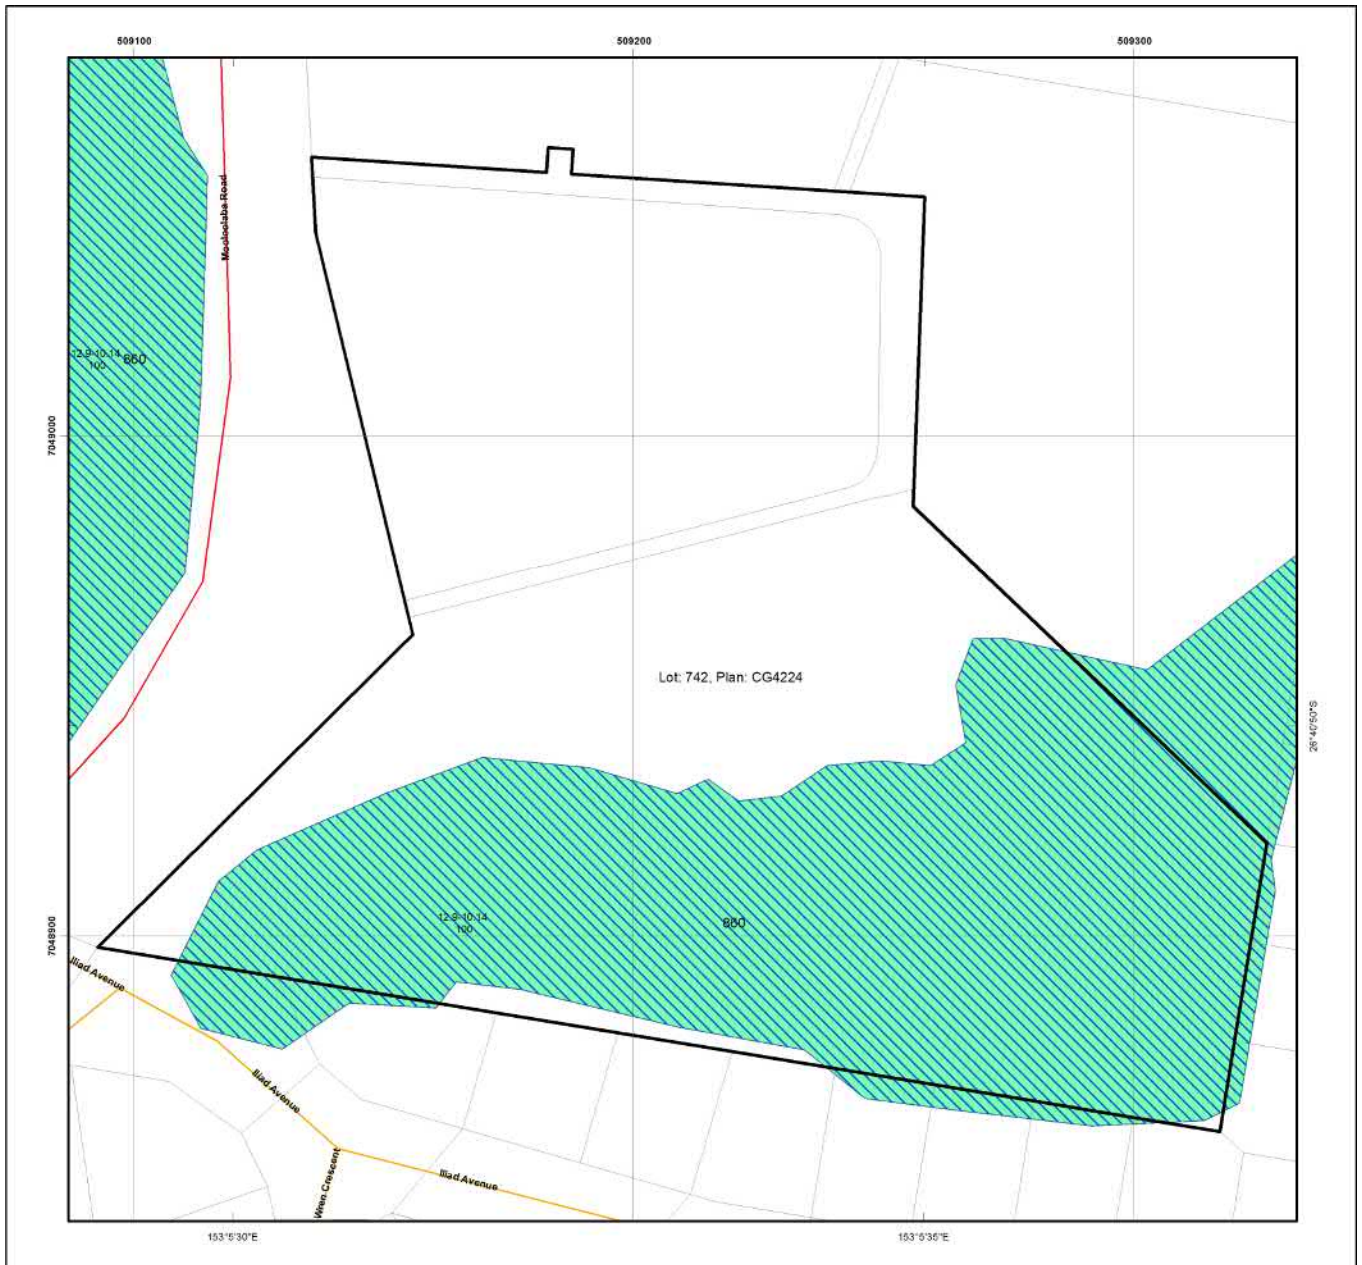 509100
509200
509300
Mooloolaba Road
12.9-10.14
100
860
7049000
Lot: 742, Plan: CG4224
26°40'50"S
12.9-10.14
100
860
7048900
Iliad Avenue
Iliad Avenue
Wren Crescent
Iliad Avenue
153°5'30"E
153°5'35"E